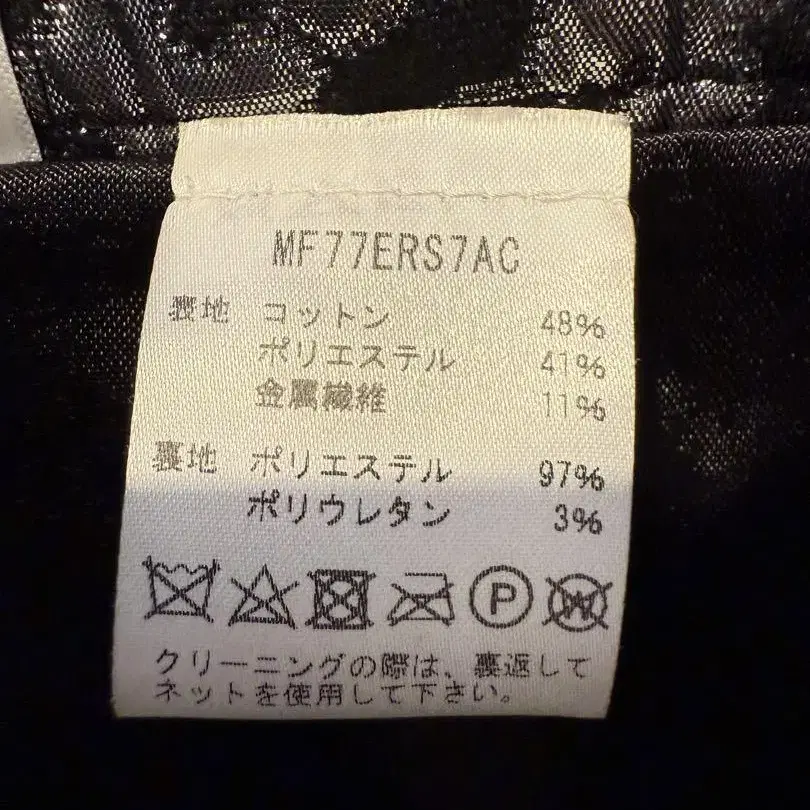 MF77ERS7AC
表地 コットン 48%
ポリエステル 41%
金属繊維 11%
裏地 ポリエステル 97%
ポリウレタン 3%
P W
クリーニングの際は、裏返して
ネットを使用して下さい。